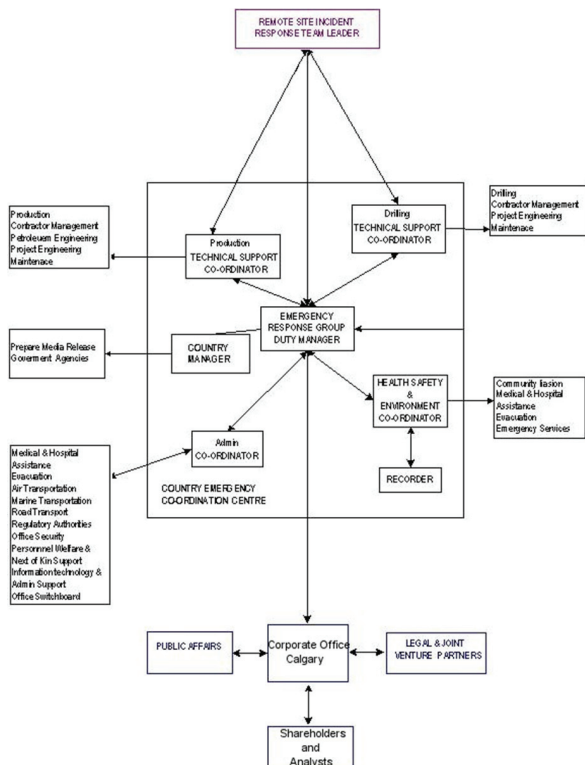 REMOTE SITE INCIDENT
RESPONSE TEAM LEADER
Production
Contractor Management
Petroleuem Engineering
Project Engineering
Maintenace
Production
TECHNICAL SUPPORT
CO-ORDINATOR
Drilling
TECHNICAL SUPPORT
CO-ORDINATOR
Drilling
Contractor Management
Project Engineering
Maintenace
EMERGENCY
RESPONSE GROUP
DUTY MANAGER
Prepare Media Release
Goverment Agencies
COUNTRY
MANAGER
HEALTH SAFETY
&
ENVIRONMENT
CO-ORDINATOR
Community liasion
Medical & Hospital
Assistance
Evacuation
Emergency Services
Admin
CO-ORDINATOR
RECORDER
COUNTRY EMERGENCY
CO-ORDINATION CENTRE
Medical & Hospital
Assistance
Evacuation
Air Transportation
Marine Transportation
Road Transport
Regulatory Authorities
Office Security
Personnnel Welfare &
Next of Kin Support
Information technology &
Admin Support
Office Switchboard
PUBLIC AFFAIRS
Corporate Office
Calgary
LEGAL & JOINT
VENTURE PARTNERS
Shareholders
and
Analysts